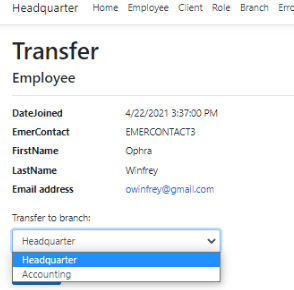 Headquarter Home Employee Client Role Branch Erro
Transfer
Employee
DateJoined 4/22/2021 3:37:00 PM
EmerContact EMERCONTACT3
FirstName Ophra
LastName Winfrey
Email address owinfrey@gmail.com
Transfer to branch:
Headquarter
Headquarter
Accounting